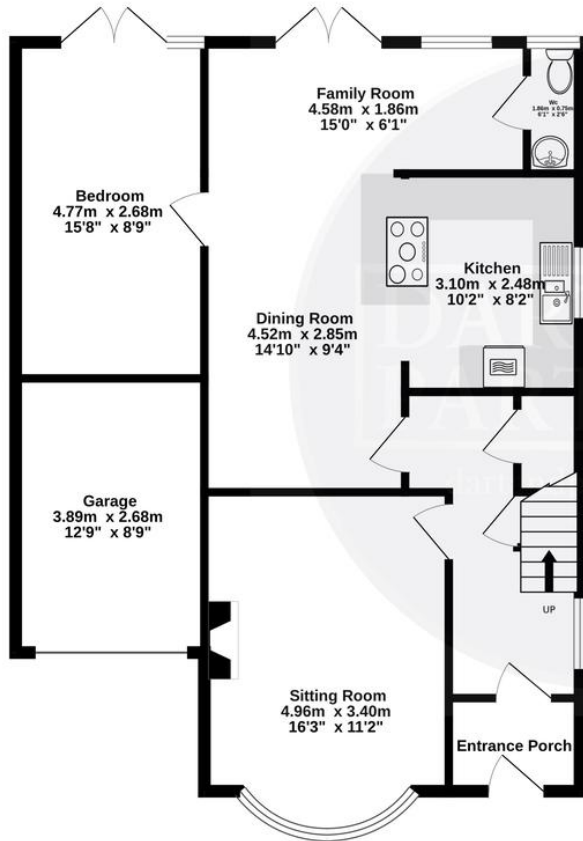 Family Room
4.58m x 1.86m
15'0" x 6'1"
Wc
1.86m x 0.75m
6'1" x 2'6"
Bedroom
4.77m x 2.68m
15'8" x 8'9"
Kitchen
3.10m x 2.48m
10'2" x 8'2"
Dining Room
4.52m x 2.85m
14'10" x 9'4"
Garage
3.89m x 2.68m
12'9" x 8'9"
UP
Sitting Room
4.96m x 3.40m
16'3" x 11'2"
Entrance Porch